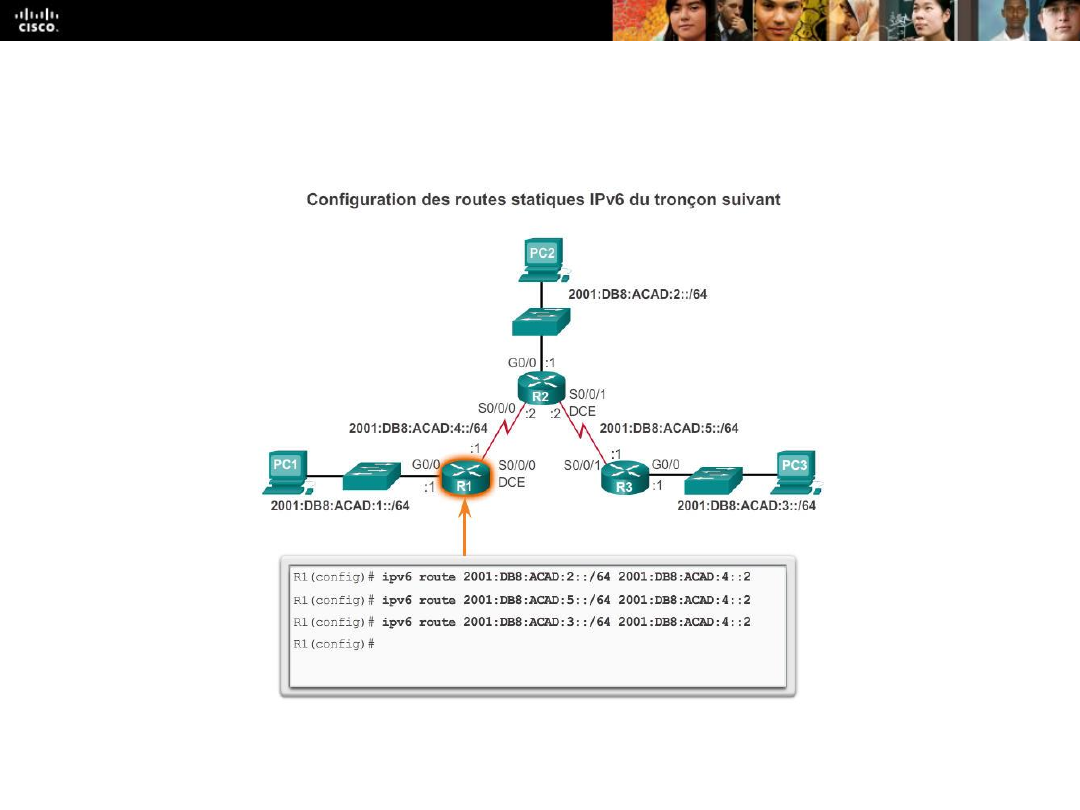 CISCO.
Configuration des routes statiques IPv6 du tronçon suivant
PC2
2001:DB8:ACAD:2::/64
G0/0 :1
R2
S0/0/1
DCE
S0/0/0
:2 :2
2001:DB8:ACAD:4::/64
2001:DB8:ACAD:5::/64
:1
:1
PC1
G0/0
:1
R1
S0/0/0
DCE
S0/0/1
R3
G0/0
:1
PC3
2001:DB8:ACAD:1::/64
2001:DB8:ACAD:3::/64
R1(config)# ipv6 route 2001:DB8:ACAD:2::/64 2001:DB8:ACAD:4::2
R1(config)# ipv6 route 2001:DB8:ACAD:5::/64 2001:DB8:ACAD:4::2
R1(config)# ipv6 route 2001:DB8:ACAD:3::/64 2001:DB8:ACAD:4::2
R1(config)#